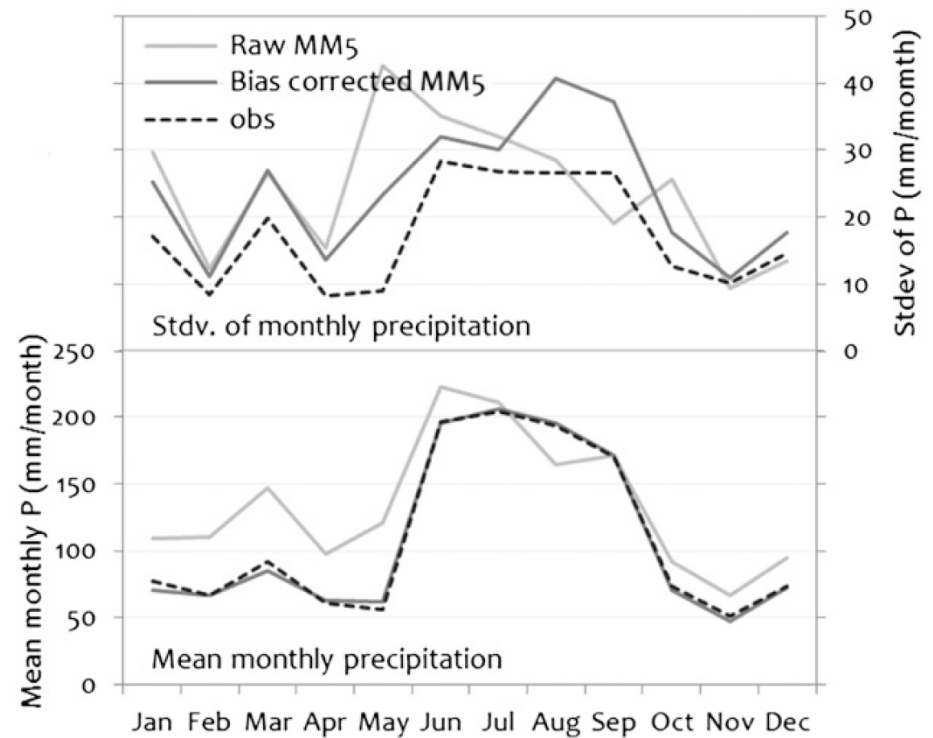 Raw MM5
Bias corrected MM5
obs
Stdv. of monthly precipitation
50
40
30
20
10
0
Stdev of P (mm/momth)
Mean monthly P (mm/month)
250
200
150
100
50
0
Mean monthly precipitation
Jan Feb Mar Apr May Jun Jul Aug Sep Oct Nov Dec